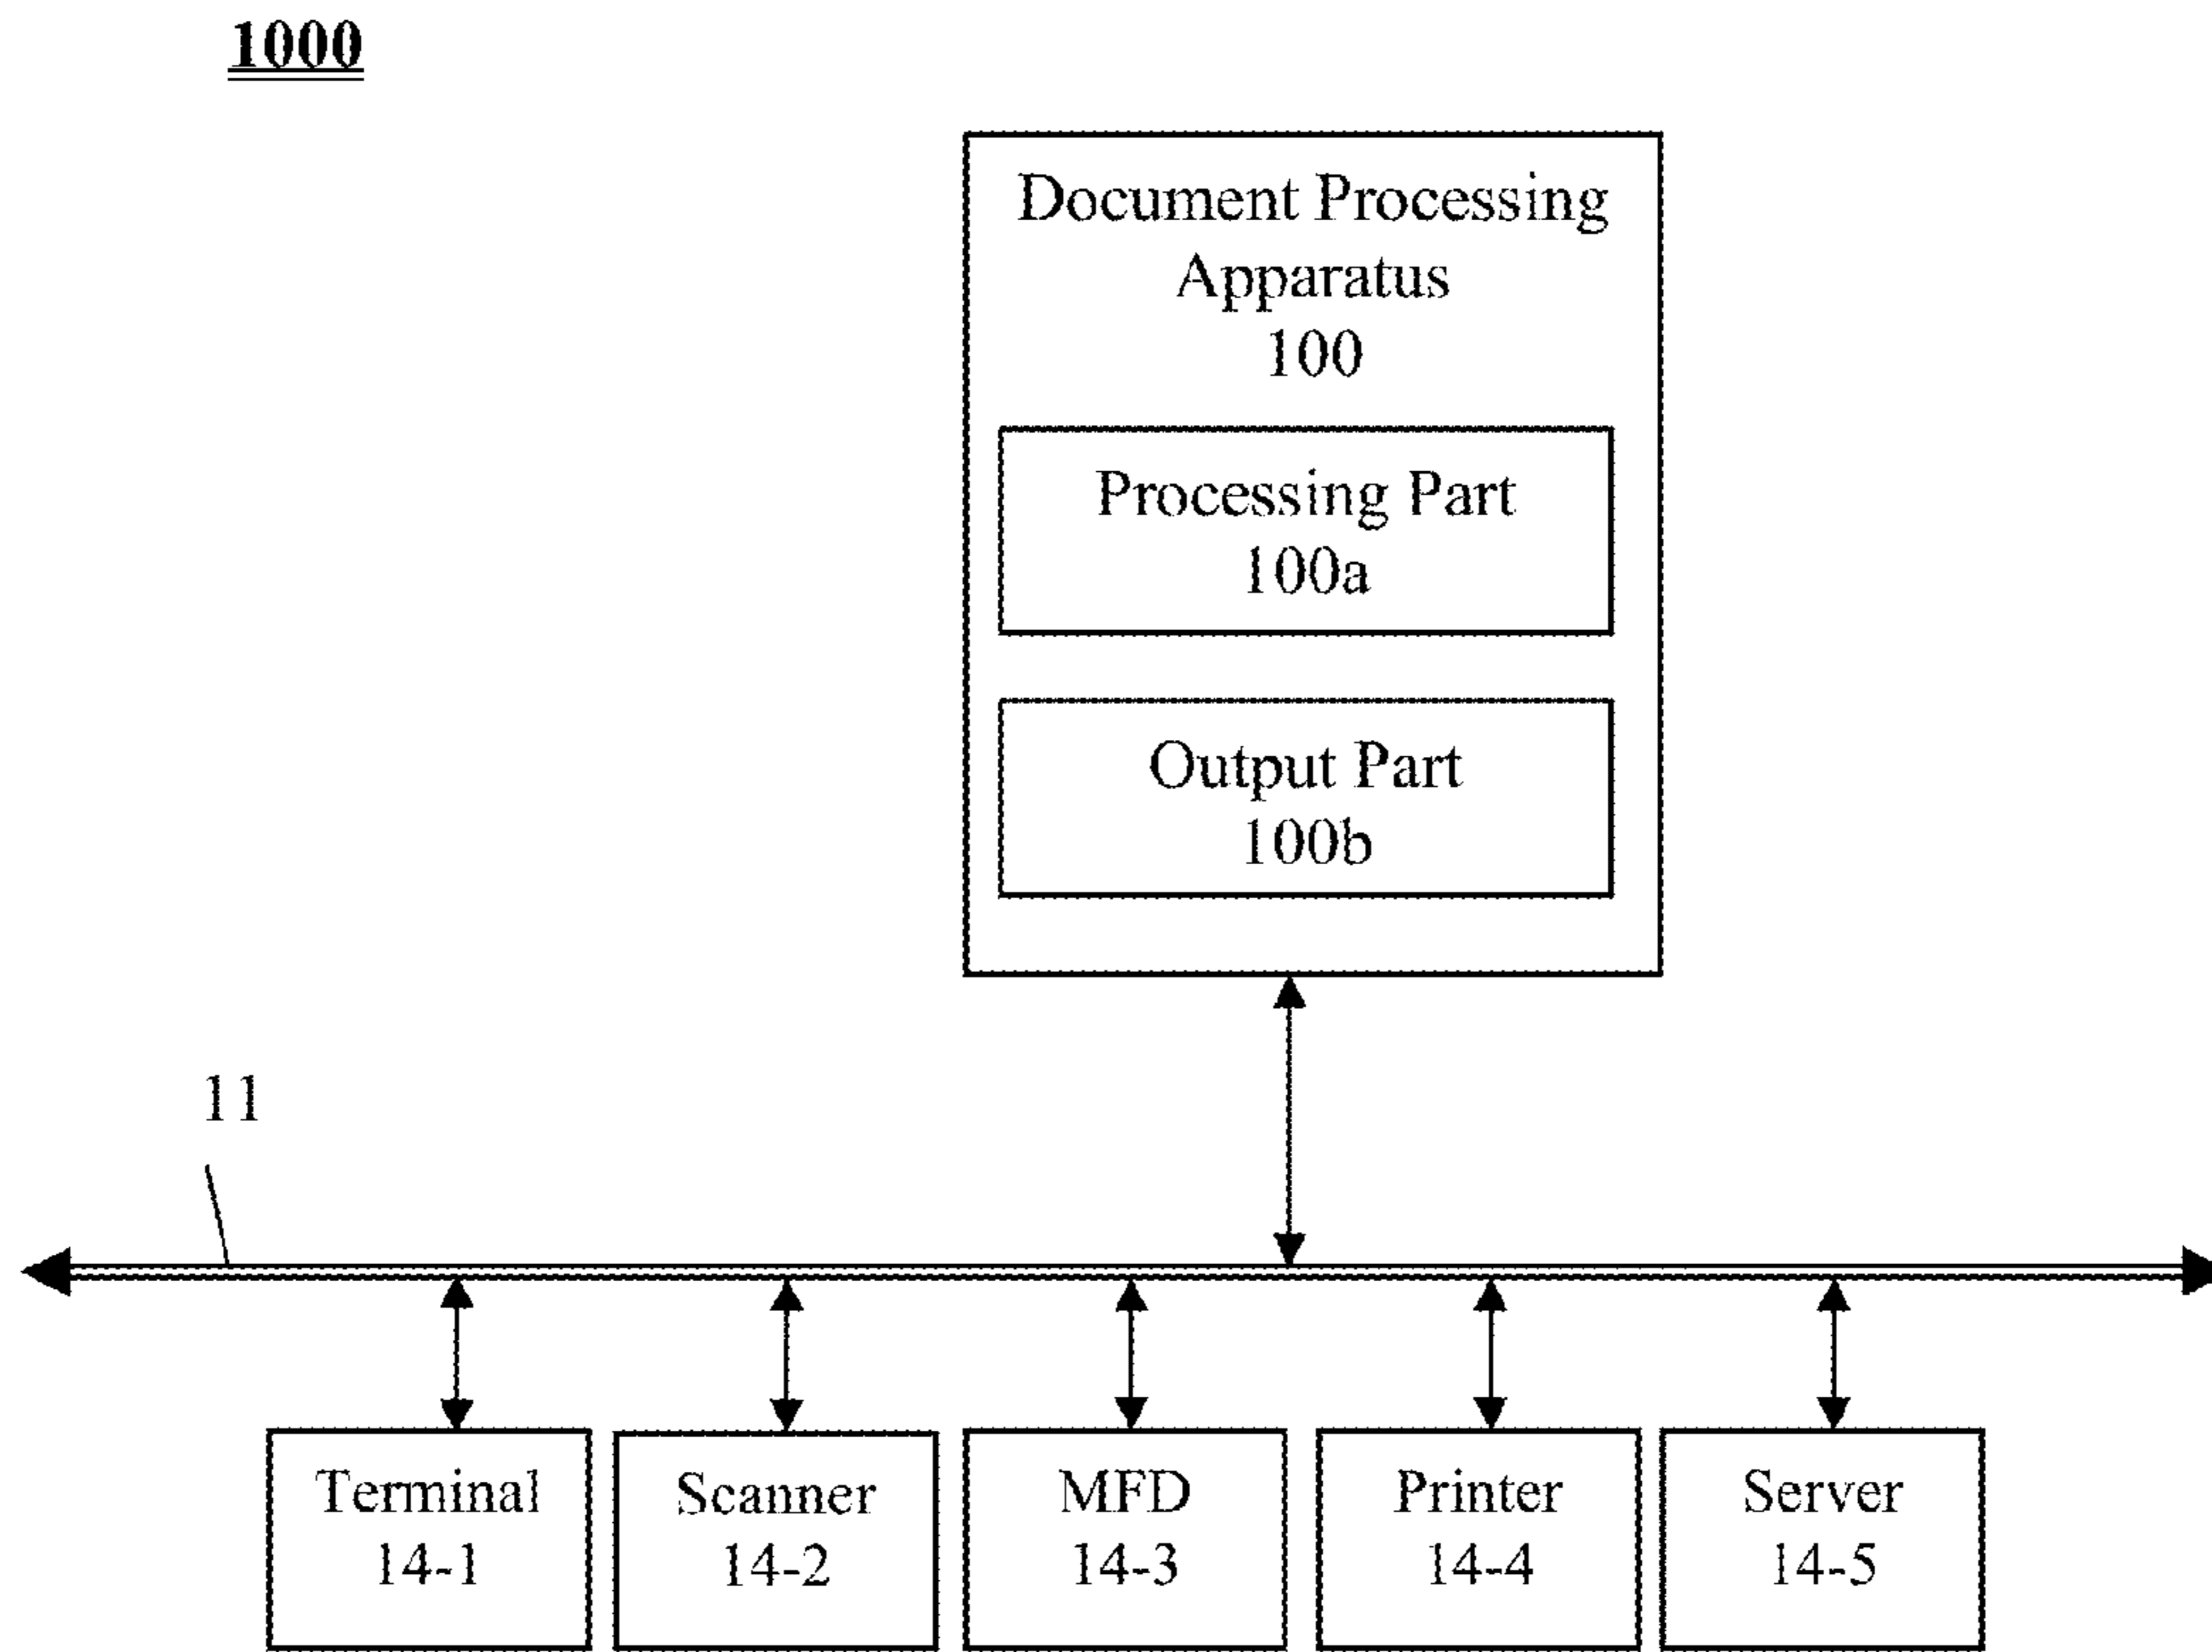 1000
Document Processing
Apparatus
100
Processing Part
100a
Output Part
100b
11
Terminal
14-1
Scanner
14-2
MFD
14-3
Printer
14-4
Server
14-5